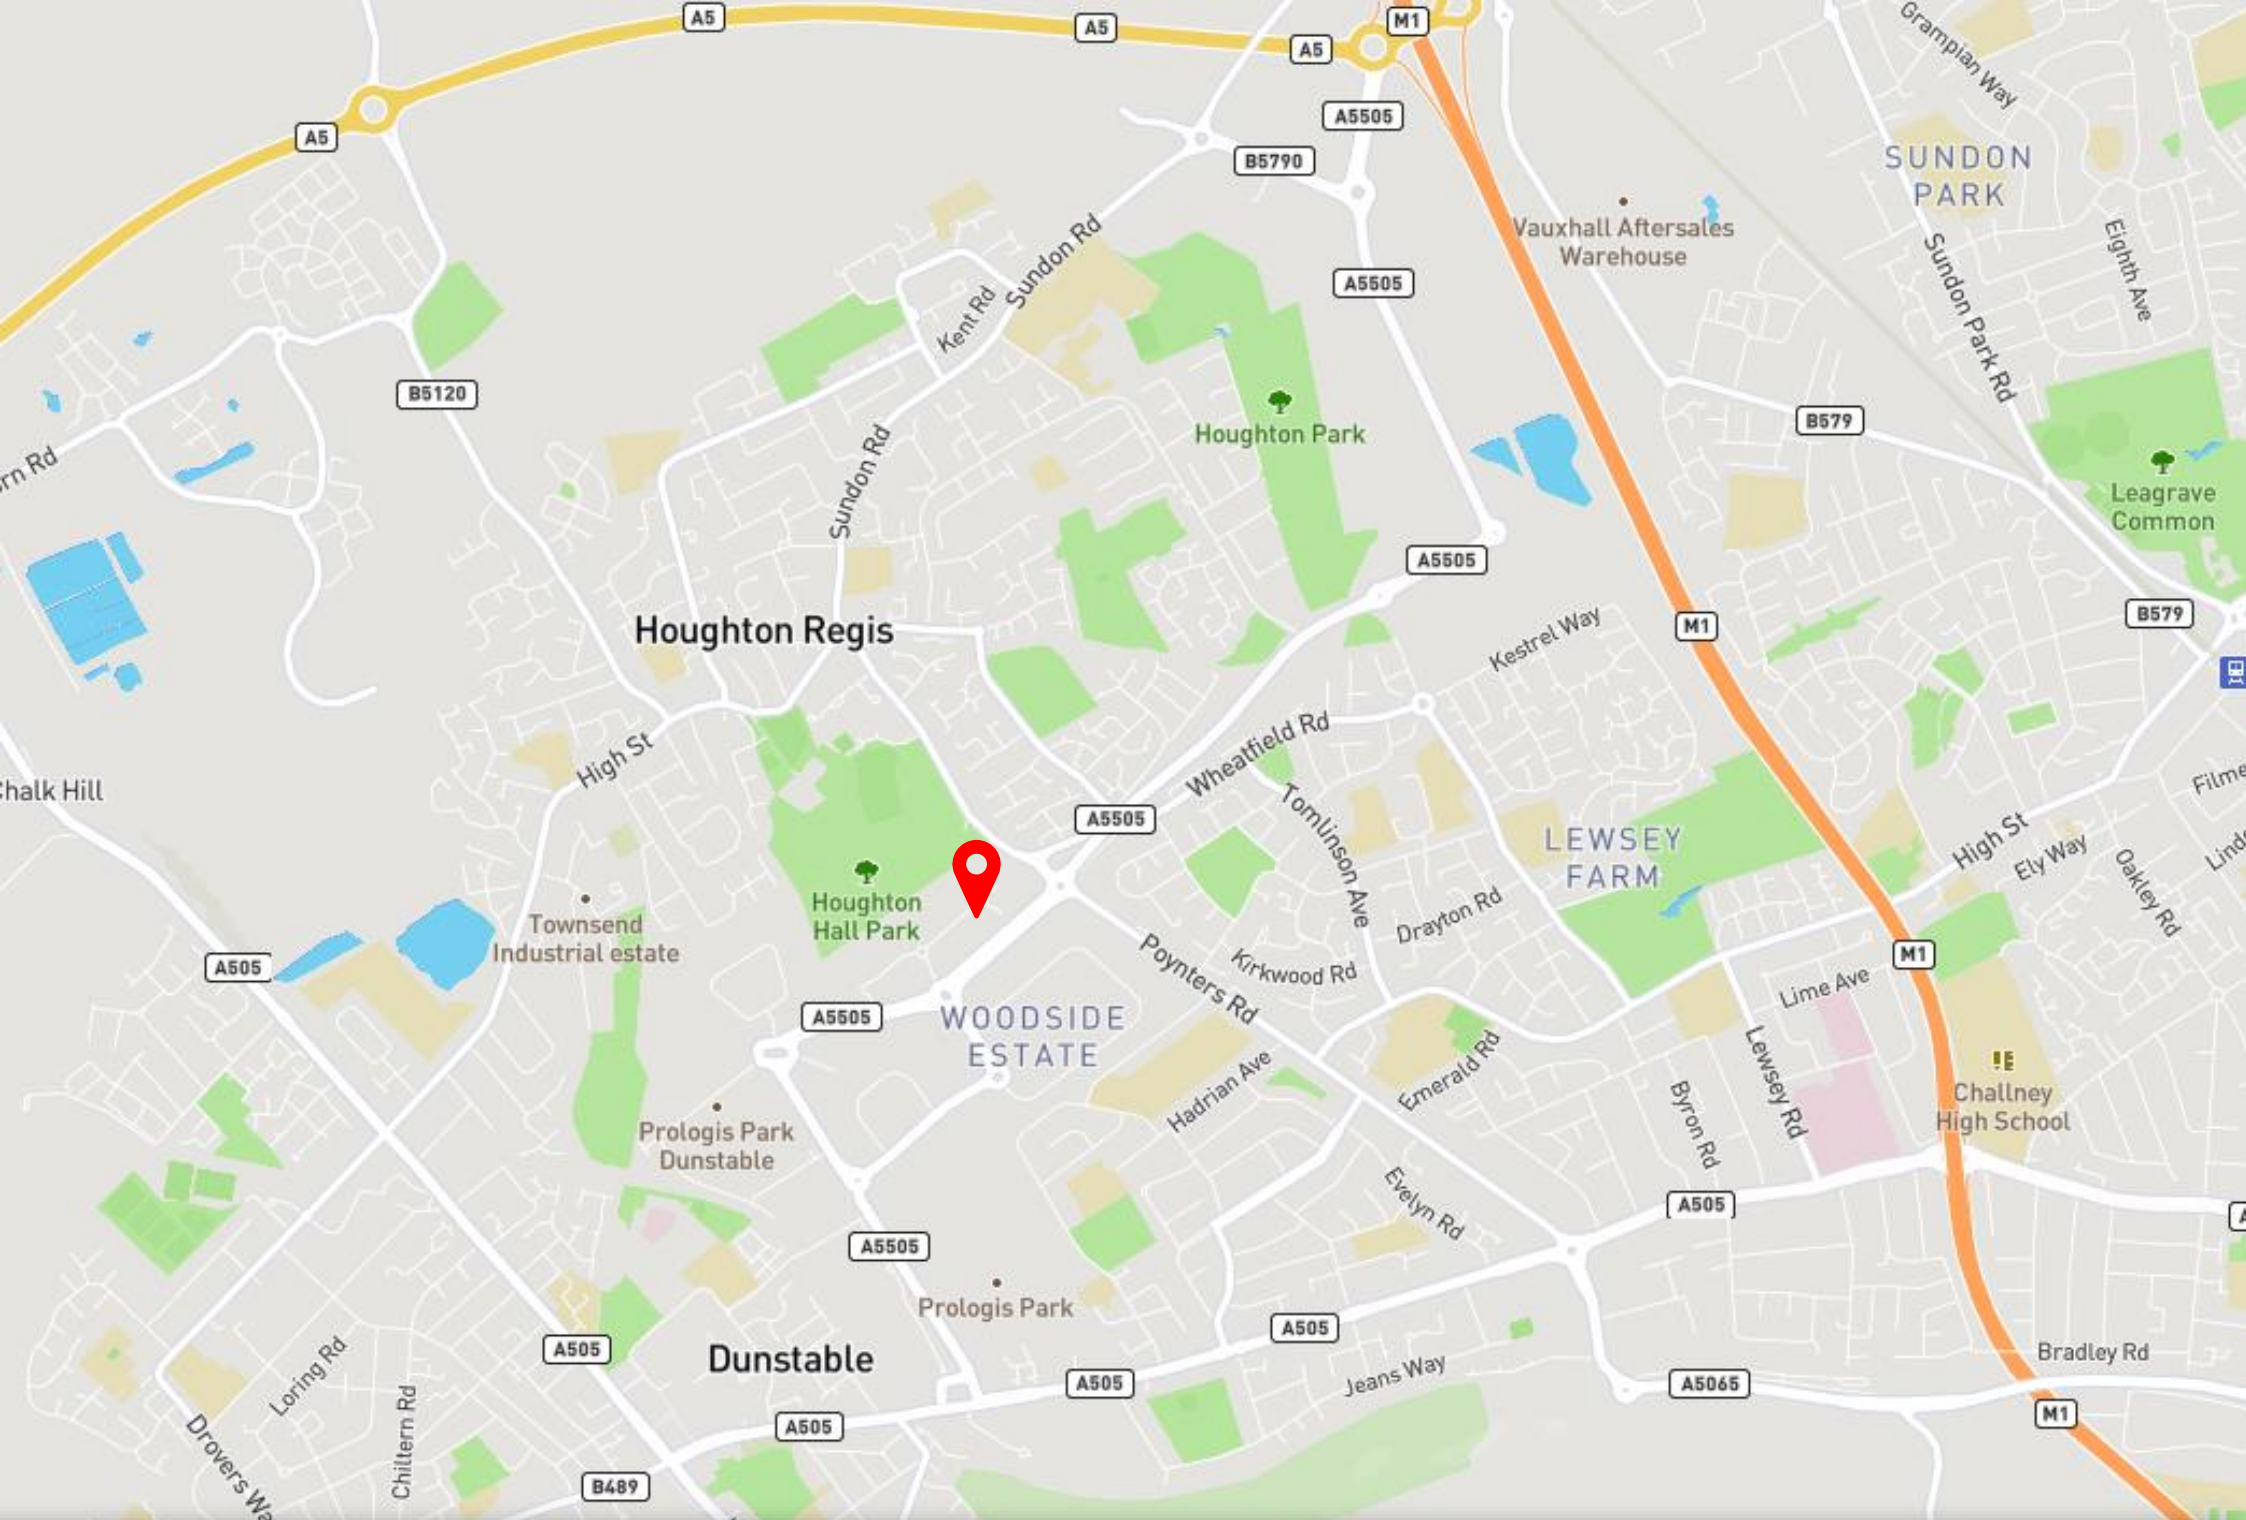 A5
A5
A5
M1
Grampian Way
A5505
A5
B5790
SUNDON
PARK
Vauxhall Aftersales
Warehouse
Sundon Rd
Eighth Ave
A5505
Kent Rd
Sundon Park Rd
B5120
B579
Houghton Park
Leagrave
Common
Sundon Rd
A5505
B579
Houghton Regis
M1
Kestrel Way
High St
Wheatfield Rd
halk Hill
A5505
Tomlinson Ave
LEWSEY
FARM
High St
Ely Way
Oakley Rd
Houghton
Hall Park
Townsend
Industrial estate
Drayton Rd
A505
Poynters Rd
Kirkwood Rd
M1
Lime Ave
A5505
WOODSIDE
ESTATE
Lewsey Rd
Hadrian Ave
Emerald Rd
Byron Rd
Challney
High School
Prologis Park
Dunstable
Evelyn Rd
A505
A5505
Prologis Park
A505
A505
Dunstable
Loring Rd
Bradley Rd
A505
Jeans Way
A5065
M1
Chiltern Rd
A505
Drovers Wa
B489